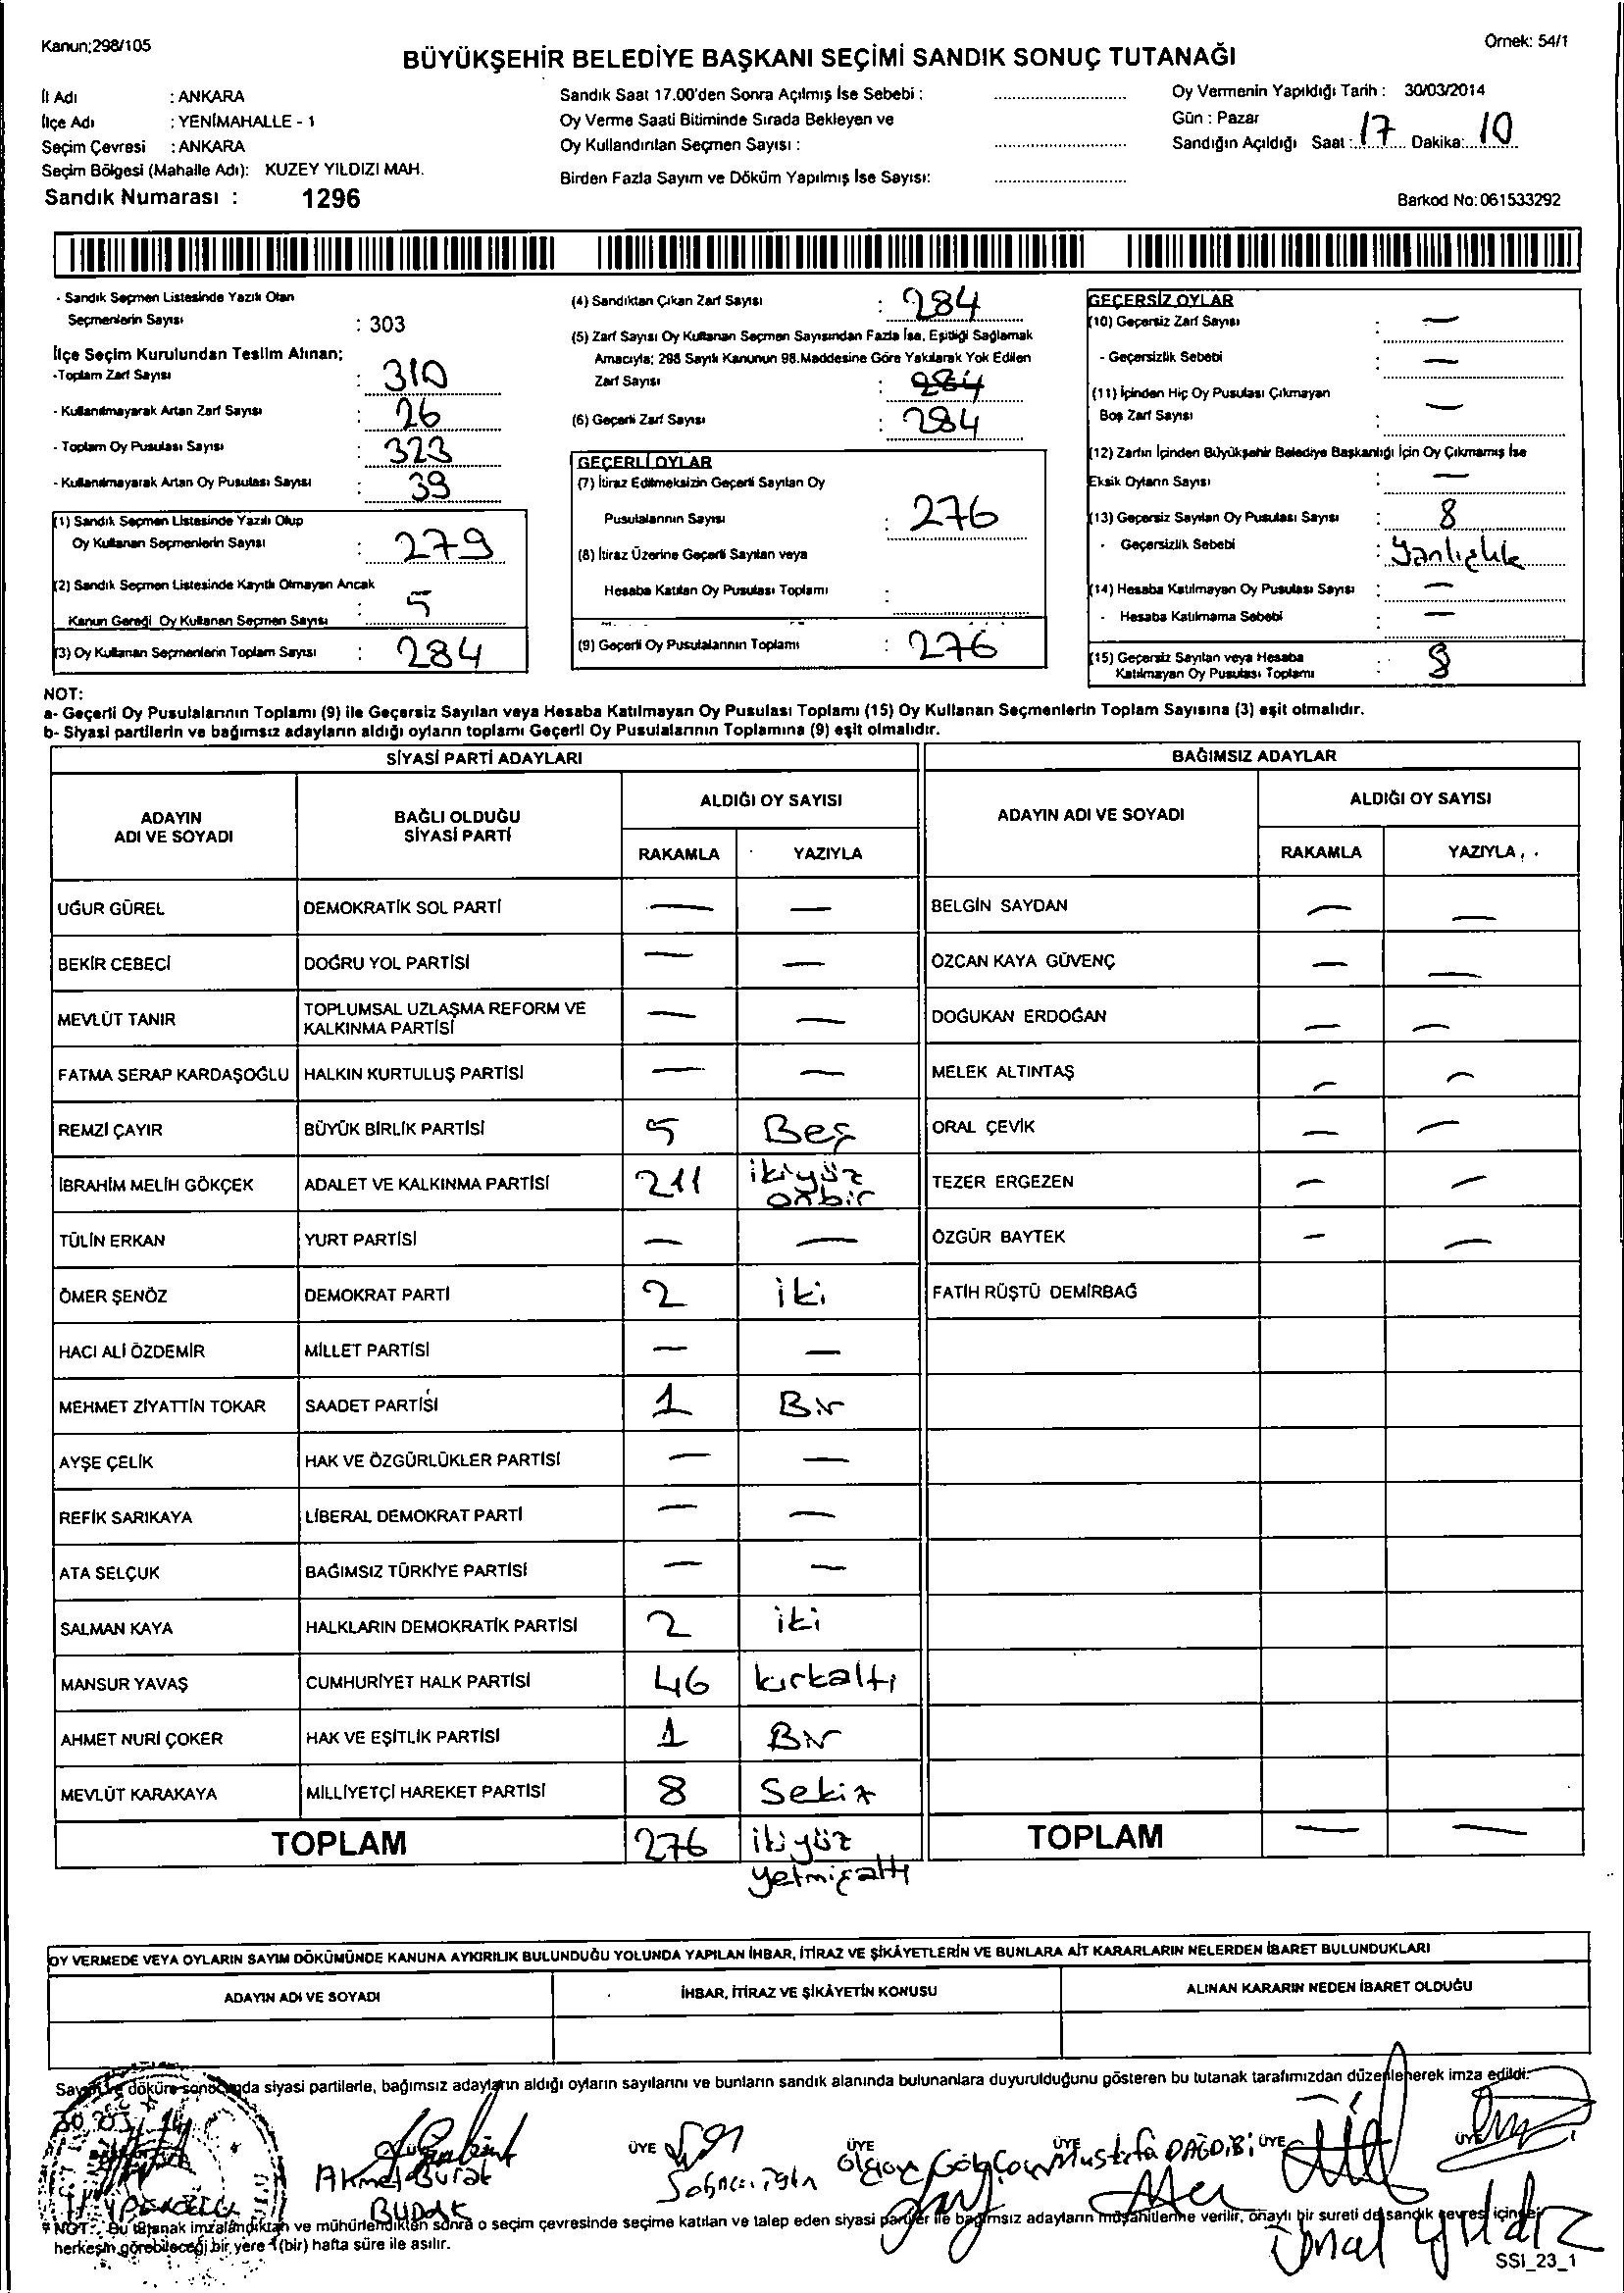 Kanun;298/105
Örnek: 54/1
BÜYÜKŞEHİR BELEDİYE BAŞKANI SEÇİMİ SANDIK SONUÇ TUTANAĞI
İl Adı : ANKARA
İlçe Adı : YENİMAHALLE - 1
Seçim Çevresi : ANKARA
Seçim Bölgesi (Mahalle Adı): KUZEY YILDIZI MAH.
Sandık Numarası : 1296
Sandık Saat 17.00'den Sonra Açılmış İse Sebebi :
Oy Verme Saati Bitiminde Sırada Bekleyen ve
Oy Kullandırılan Seçmen Sayısı :
Birden Fazla Sayım ve Döküm Yapılmış İse Sayısı:
Oy Vermenin Yapıldığı Tarih : 30/03/2014
Gün : Pazar
Sandığın Açıldığı Saat : 17 Dakika: 10
Barkod No: 061533292
- Sandık Seçmen Listesinde Yazılı Olan
Seçmenlerin Sayısı : 303
İlçe Seçim Kurulundan Teslim Alınan;
-Toplam Zarf Sayısı : 310
- Kullanılmayarak Artan Zarf Sayısı : 26
- Toplam Oy Pusulası Sayısı : 323
- Kullanılmayarak Artan Oy Pusulası Sayısı : 39
(1) Sandık Seçmen Listesinde Yazılı Olup
Oy Kullanan Seçmenlerin Sayısı : 279
(2) Sandık Seçmen Listesinde Kayıtlı Olmayan Ancak
Kanun Gereği Oy Kullanan Seçmen Sayısı : 5
(3) Oy Kullanan Seçmenlerin Toplam Sayısı : 284
(4) Sandıktan Çıkan Zarf Sayısı : 284
(5) Zarf Sayısı Oy Kullanan Seçmen Sayısından Fazla İse, Eşitliği Sağlamak
Amacıyla; 298 Sayılı Kanunun 98.Maddesine Göre Yakılarak Yok Edilen
Zarf Sayısı : 284
(6) Geçerli Zarf Sayısı : 284
GEÇERLİ OYLAR
(7) İtiraz Edilmeksizin Geçerli Sayılan Oy
Pusulalarının Sayısı : 276
(8) İtiraz Üzerine Geçerli Sayılan veya
Hesaba Katılan Oy Pusulası Toplamı :
(9) Geçerli Oy Pusulalarının Toplamı : 276
GEÇERSİZ OYLAR
(10) Geçersiz Zarf Sayısı : —
- Geçersizlik Sebebi : —
(11) İçinden Hiç Oy Pusulası Çıkmayan
Boş Zarf Sayısı : —
(12) Zarfın İçinden Büyükşehir Belediye Başkanlığı İçin Oy Çıkmamış İse
Eksik Oyların Sayısı : —
(13) Geçersiz Sayılan Oy Pusulası Sayısı : 8
- Geçersizlik Sebebi : Yanlışlık
(14) Hesaba Katılmayan Oy Pusulası Sayısı : —
- Hesaba Katılmama Sebebi : —
(15) Geçersiz Sayılan veya Hesaba
Katılmayan Oy Pusulası Toplamı : 8
NOT:
a- Geçerli Oy Pusulalarının Toplamı (9) ile Geçersiz Sayılan veya Hesaba Katılmayan Oy Pusulası Toplamı (15) Oy Kullanan Seçmenlerin Toplam Sayısına (3) eşit olmalıdır.
b- Siyasi partilerin ve bağımsız adayların aldığı oyların toplamı Geçerli Oy Pusulalarının Toplamına (9) eşit olmalıdır.
SİYASİ PARTİ ADAYLARI
ADAYIN ADI VE SOYADI
BAĞLI OLDUĞU SİYASİ PARTİ
ALDIĞI OY SAYISI
RAKAMLA YAZIYLA
UĞUR GÜREL DEMOKRATİK SOL PARTİ — —
BEKİR CEBECİ DOĞRU YOL PARTİSİ — —
MEVLÜT TANIR TOPLUMSAL UZLAŞMA REFORM VE KALKINMA PARTİSİ — —
FATMA SERAP KARDAŞOĞLU HALKIN KURTULUŞ PARTİSİ — —
REMZİ ÇAYIR BÜYÜK BİRLİK PARTİSİ 5 Beş
İBRAHİM MELİH GÖKÇEK ADALET VE KALKINMA PARTİSİ 211 ikiyüz onbir
TÜLİN ERKAN YURT PARTİSİ — —
ÖMER ŞENÖZ DEMOKRAT PARTİ 2 iki
HACI ALİ ÖZDEMİR MİLLET PARTİSİ — —
MEHMET ZİYATTİN TOKAR SAADET PARTİSİ 1 Bir
AYŞE ÇELİK HAK VE ÖZGÜRLÜKLER PARTİSİ — —
REFİK SARIKAYA LİBERAL DEMOKRAT PARTİ — —
ATA SELÇUK BAĞIMSIZ TÜRKİYE PARTİSİ — —
SALMAN KAYA HALKLARIN DEMOKRATİK PARTİSİ 2 iki
MANSUR YAVAŞ CUMHURİYET HALK PARTİSİ 46 kırkaltı
AHMET NURİ ÇOKER HAK VE EŞİTLİK PARTİSİ 1 Bir
MEVLÜT KARAKAYA MİLLİYETÇİ HAREKET PARTİSİ 8 Sekiz
TOPLAM 276 ikiyüz yetmişaltı
BAĞIMSIZ ADAYLAR
ADAYIN ADI VE SOYADI
ALDIĞI OY SAYISI
RAKAMLA YAZIYLA
BELGİN SAYDAN — —
ÖZCAN KAYA GÜVENÇ — —
DOĞUKAN ERDOĞAN — —
MELEK ALTINTAŞ — —
ORAL ÇEVİK — —
TEZER ERGEZEN — —
ÖZGÜR BAYTEK — —
FATİH RÜŞTÜ DEMİRBAĞ
TOPLAM — —
OY VERMEDE VEYA OYLARIN SAYIM DÖKÜMÜNDE KANUNA AYKIRILIK BULUNDUĞU YOLUNDA YAPILAN İHBAR, İTİRAZ VE ŞİKÂYETLERİN VE BUNLARA AİT KARARLARIN NELERDEN İBARET BULUNDUKLARI
ADAYIN ADI VE SOYADI
İHBAR, İTİRAZ VE ŞİKÂYETİN KONUSU
ALINAN KARARIN NEDEN İBARET OLDUĞU
Sayım ve döküm sonucunda siyasi partilerle, bağımsız adayların aldığı oyların sayılarını ve bunların sandık alanında bulunanlara duyurulduğunu gösteren bu tutanak tarafımızdan düzenlenerek imza edildi.
ÜYE ÜYE ÜYE ÜYE ÜYE
Ahmet Burak
BUDAK
Mustafa DAĞDİBİ
Ünal Yıldız
NOT: Bu tutanak imzalandıktan ve mühürlendikten sonra o seçim çevresinde seçime katılan ve talep eden siyasi partiler ile bağımsız adayların müşahitlerine verilir, onaylı bir sureti de sandık çevresi içinde
herkesin görebileceği bir yere 1 (bir) hafta süre ile asılır.
SSI_23_1